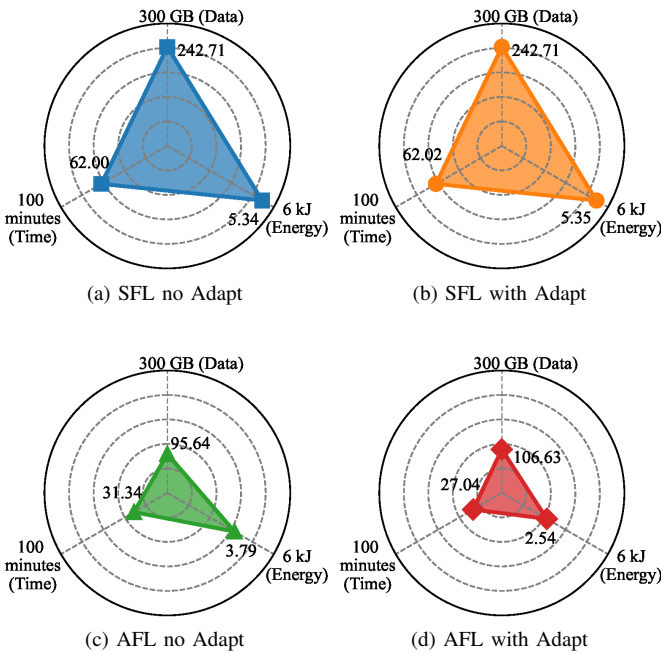 300 GB (Data)
242.71
62.00
100
minutes
(Time)
5.34
6 kJ
(Energy)
(a) SFL no Adapt
300 GB (Data)
242.71
62.02
100
minutes
(Time)
5.35
6 kJ
(Energy)
(b) SFL with Adapt
300 GB (Data)
95.64
31.34
100
minutes
(Time)
3.79
6 kJ
(Energy)
(c) AFL no Adapt
300 GB (Data)
106.63
27.04
100
minutes
(Time)
2.54
6 kJ
(Energy)
(d) AFL with Adapt